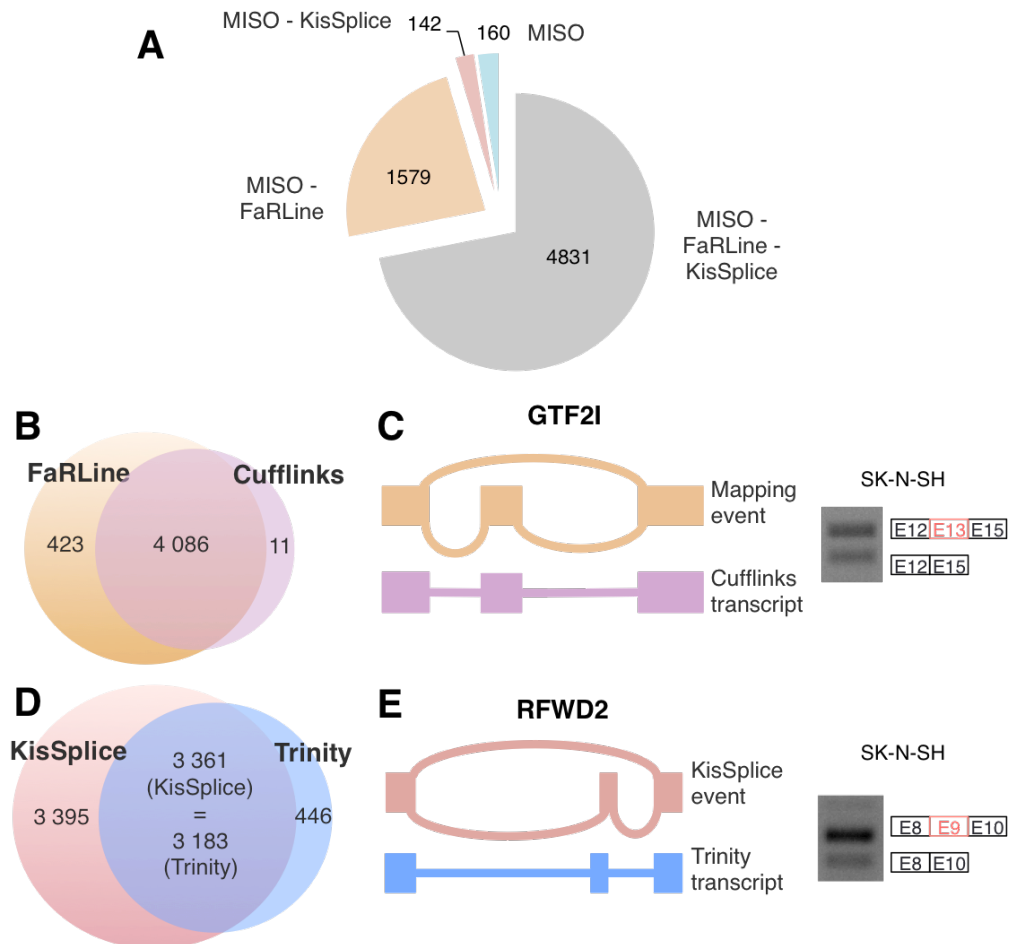 A
MISO - KisSplice
142
160
MISO
1579
MISO -
FaRLine
4831
MISO -
FaRLine -
KisSplice
B
FaRLine
Cufflinks
423
4 086
11
C
GTF2I
Mapping
event
Cufflinks
transcript
SK-N-SH
E12 E13 E15
E12 E15
D
KisSplice
Trinity
3 395
3 361
(KisSplice)
=
3 183
(Trinity)
446
E
RFWD2
KisSplice
event
Trinity
transcript
SK-N-SH
E8 E9 E10
E8 E10